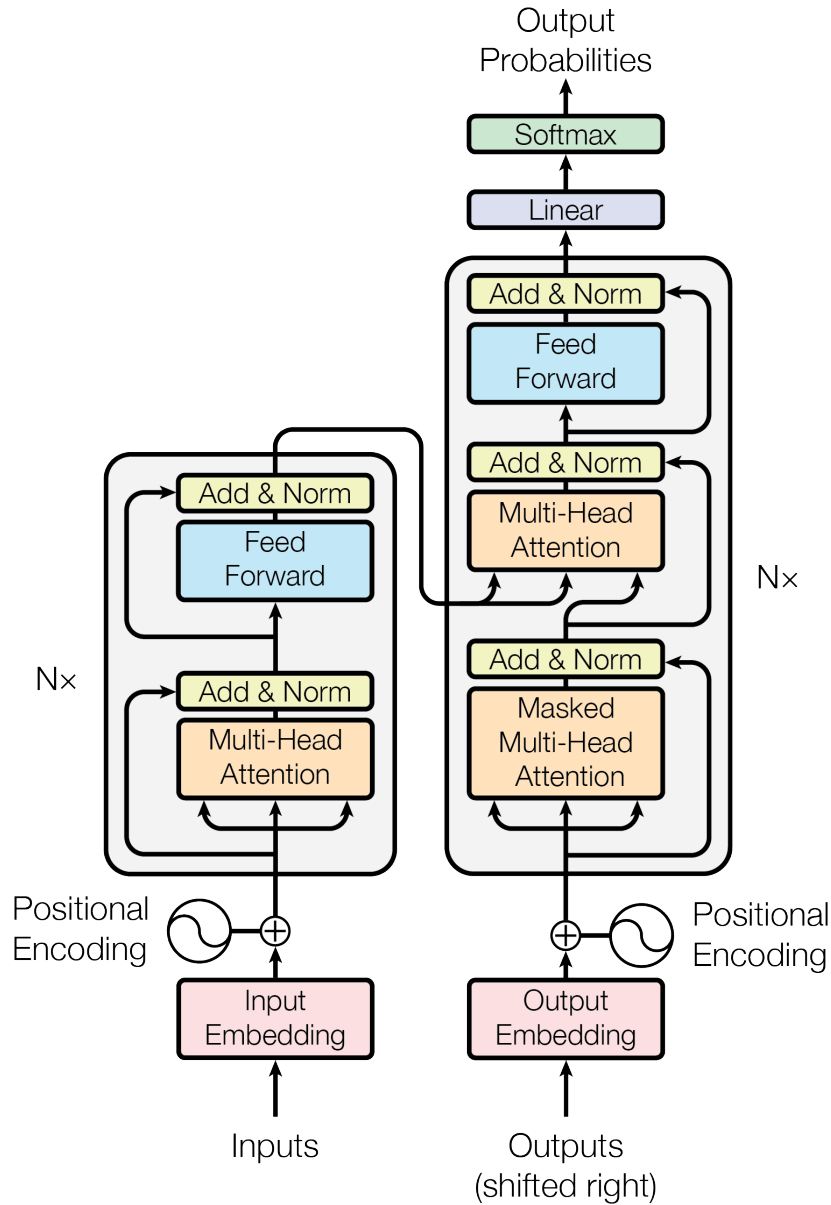 Output
Probabilities
Softmax
Linear
Add & Norm
Feed
Forward
Add & Norm
Multi-Head
Attention
Add & Norm
Masked
Multi-Head
Attention
N×
Add & Norm
Feed
Forward
Add & Norm
Multi-Head
Attention
N×
Positional
Encoding
Positional
Encoding
Input
Embedding
Output
Embedding
Inputs
Outputs
(shifted right)